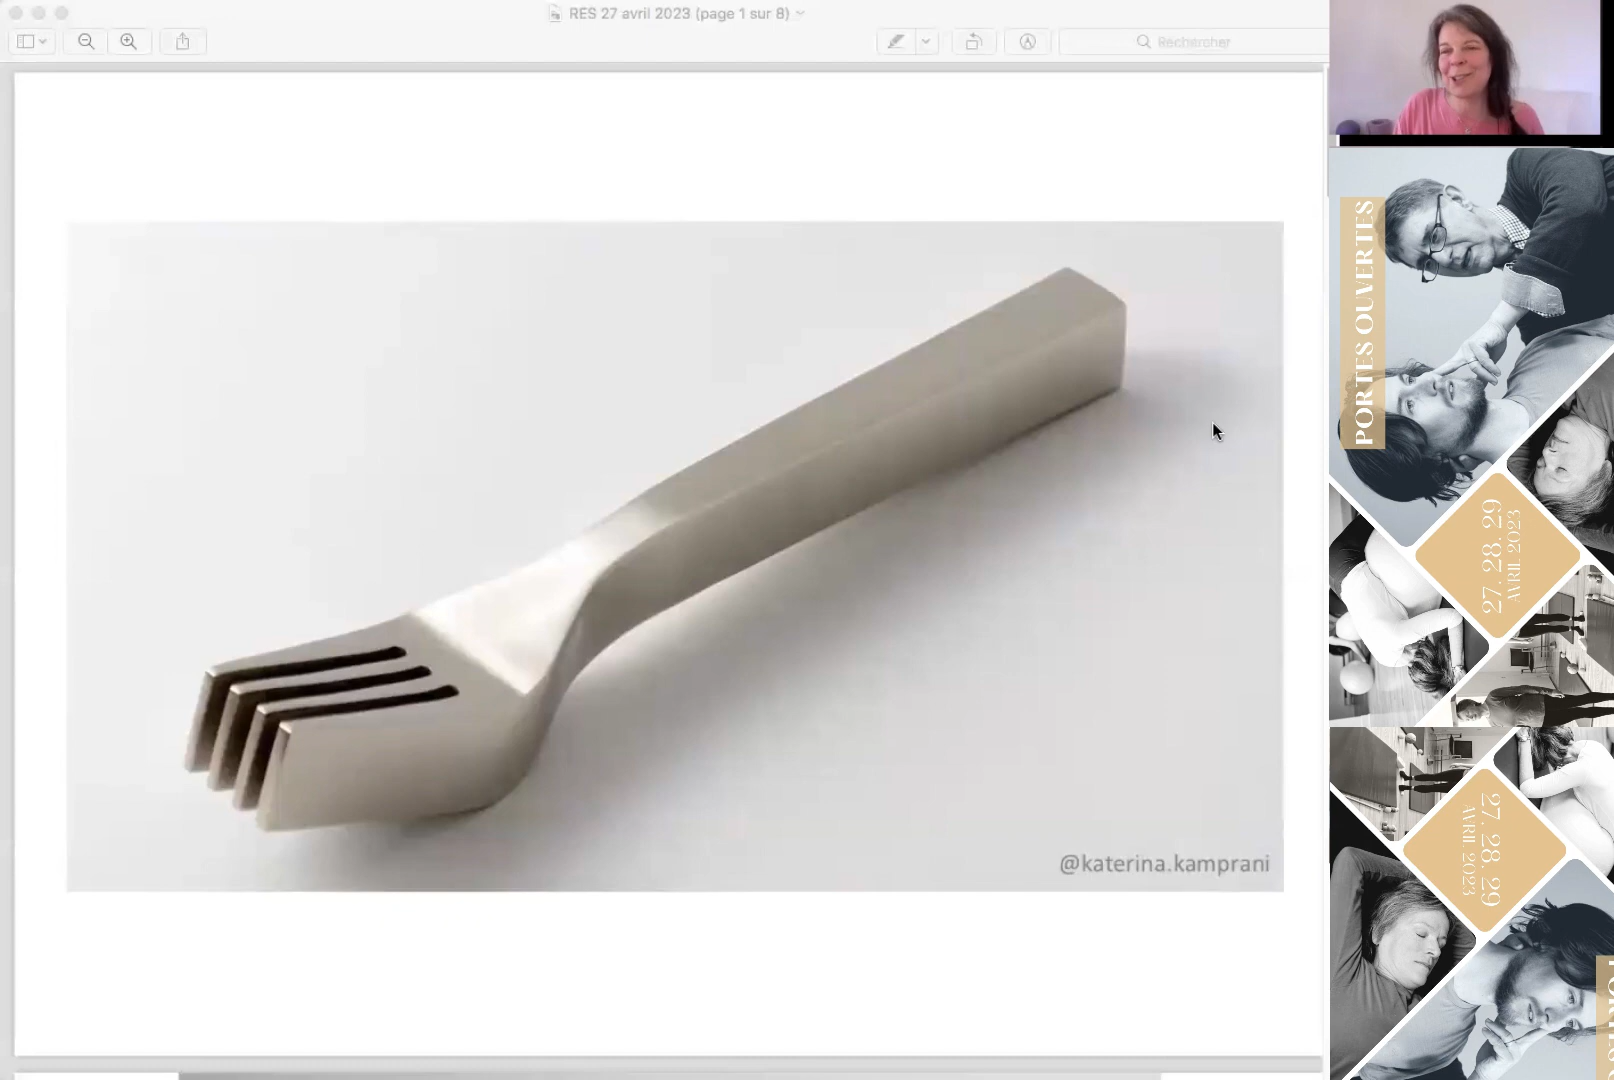 RES 27 avril 2023 (page 1 sur 8)
Rechercher
@katerina.kamprani
PORTES OUVERTES
27. 28. 29
AVRIL 2023
27. 28. 29
AVRIL 2023